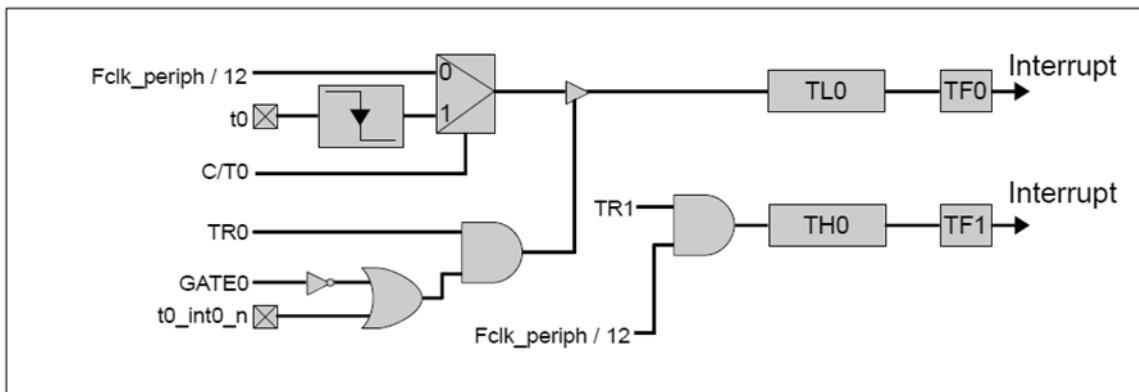 Fclk_periph / 12
0
t0
1
C/T0
TL0
TF0
Interrupt
TR0
GATE0
t0_int0_n
TR1
Fclk_periph / 12
TH0
TF1
Interrupt